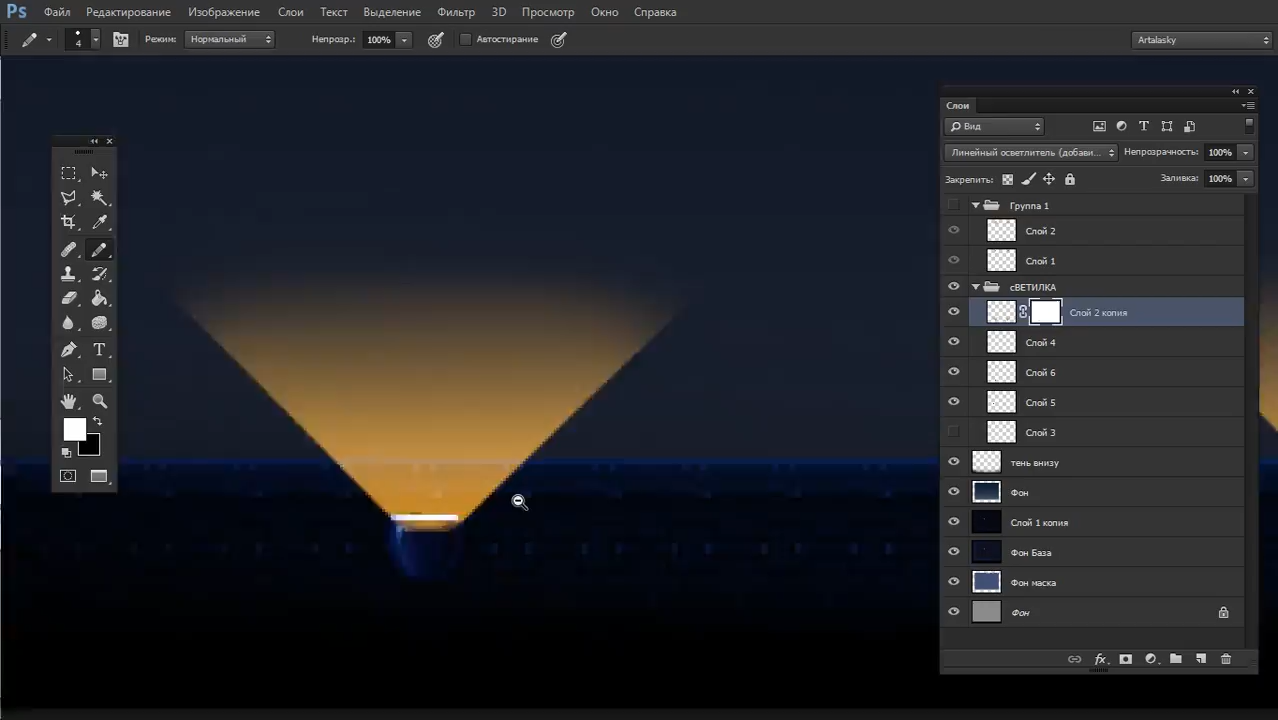 Ps Файл Редактирование Изображение Слои Текст Выделение Фильтр 3D Просмотр Окно Справка
4 Режим: Нормальный Непрозр.: 100% Автостирание Artalasky
Слои
Вид
Линейный осветлитель (добави... Непрозрачность: 100%
Закрепить: Заливка: 100%
Группа 1
Слой 2
Слой 1
сВЕТИЛКА
Слой 2 копия
Слой 4
Слой 6
Слой 5
Слой 3
тень внизу
Фон
Слой 1 копия
Фон База
Фон маска
Фон
fx